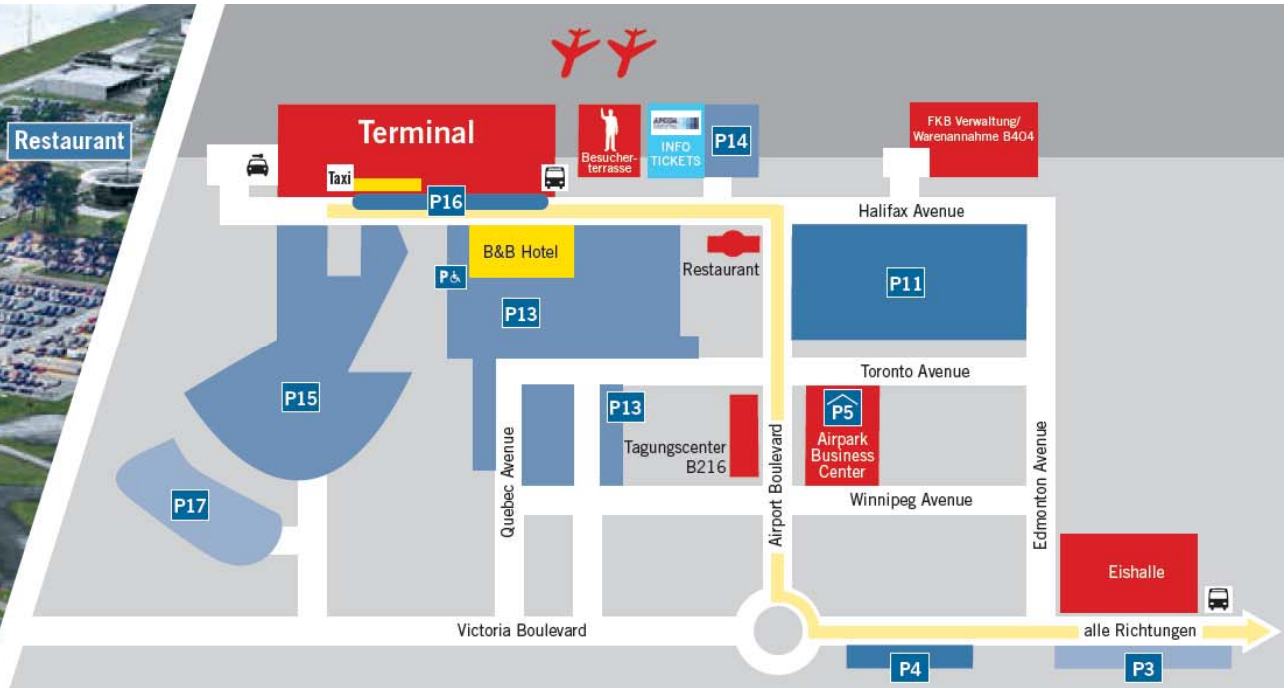 Restaurant
Terminal
Taxi
P16
Besucher-
terrasse
INFO
TICKETS
P14
FKB Verwaltung/
Warenannahme B404
Halifax Avenue
B&B Hotel
P
P13
Restaurant
P11
P15
Toronto Avenue
P13
Tagungscenter
B216
P5
Airpark
Business
Center
P17
Quebec Avenue
Airport Boulevard
Winnipeg Avenue
Edmonton Avenue
Eishalle
Victoria Boulevard
alle Richtungen
P4
P3